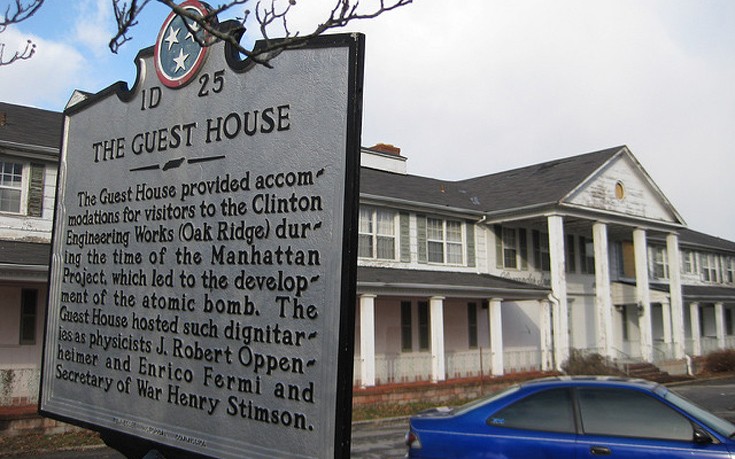 1D 25
THE GUEST HOUSE
The Guest House provided accom-
modations for visitors to the Clinton
Engineering Works (Oak Ridge) dur-
ing the time of the Manhattan
Project, which led to the develop-
ment of the atomic bomb. The
Guest House hosted such dignitar-
ies as physicists J. Robert Oppen-
heimer and Enrico Fermi and
Secretary of War Henry Stimson.